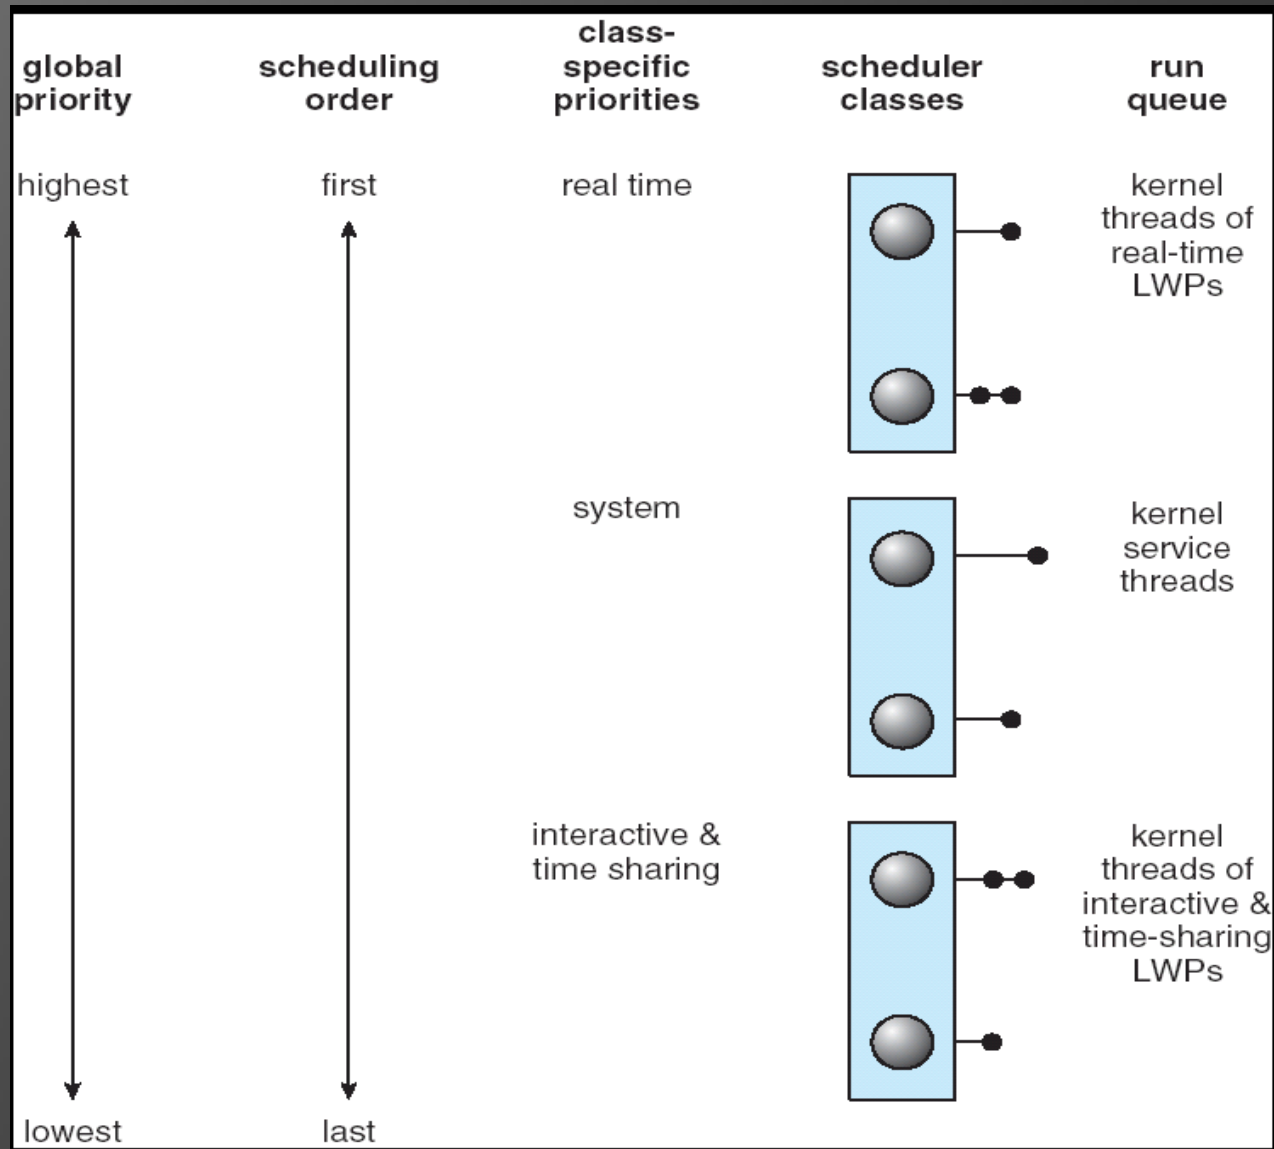 global
priority
scheduling
order
class-
specific
priorities
scheduler
classes
run
queue
highest
first
real time
kernel
threads of
real-time
LWPs
system
kernel
service
threads
interactive &
time sharing
kernel
threads of
interactive &
time-sharing
LWPs
lowest
last